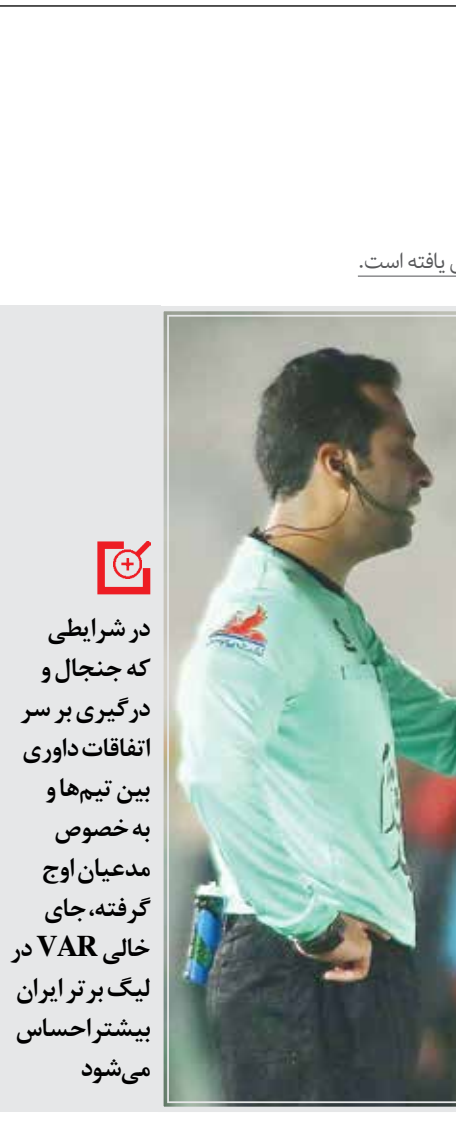 یافته است.
در شرایطی
که جنجال و
درگیری بر سر
اتفاقات داوری
بین تیم‌ها و
به خصوص
مدعیان اوج
گرفته، جای
خالی VAR در
لیگ برتر ایران
بیشتر احساس
می‌شود